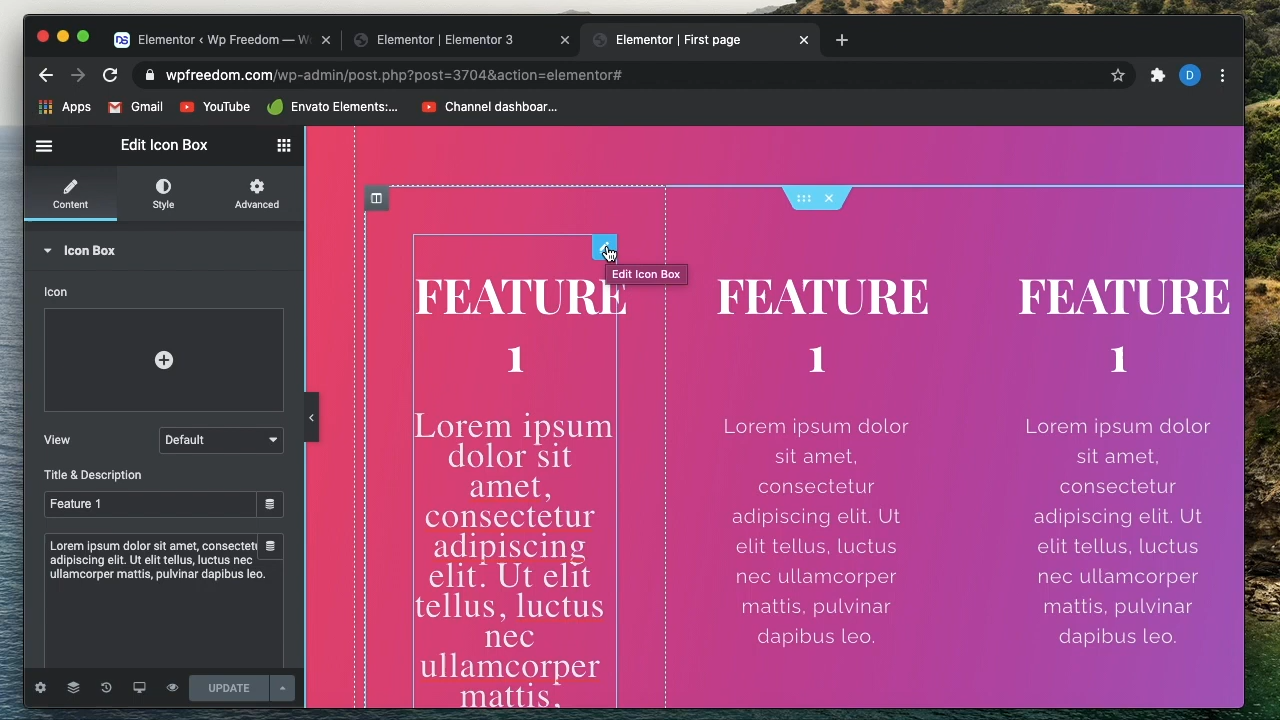 Elementor ‹ Wp Freedom — W
Elementor | Elementor 3
Elementor | First page
wpfreedom.com/wp-admin/post.php?post=3704&action=elementor#
D
Apps
Gmail
YouTube
Envato Elements:...
Channel dashboar...
Edit Icon Box
Content
Style
Advanced
Icon Box
Icon
View
Default
Title & Description
Feature 1
Lorem ipsum dolor sit amet, consectetu
adipiscing elit. Ut elit tellus, luctus nec
ullamcorper mattis, pulvinar dapibus leo.
UPDATE
Edit Icon Box
FEATURE
1
Lorem ipsum
dolor sit
amet,
consectetur
adipiscing
elit. Ut elit
tellus, luctus
nec
ullamcorper
mattis,
FEATURE
1
Lorem ipsum dolor
sit amet,
consectetur
adipiscing elit. Ut
elit tellus, luctus
nec ullamcorper
mattis, pulvinar
dapibus leo.
FEATURE
1
Lorem ipsum dolor
sit amet,
consectetur
adipiscing elit. Ut
elit tellus, luctus
nec ullamcorper
mattis, pulvinar
dapibus leo.